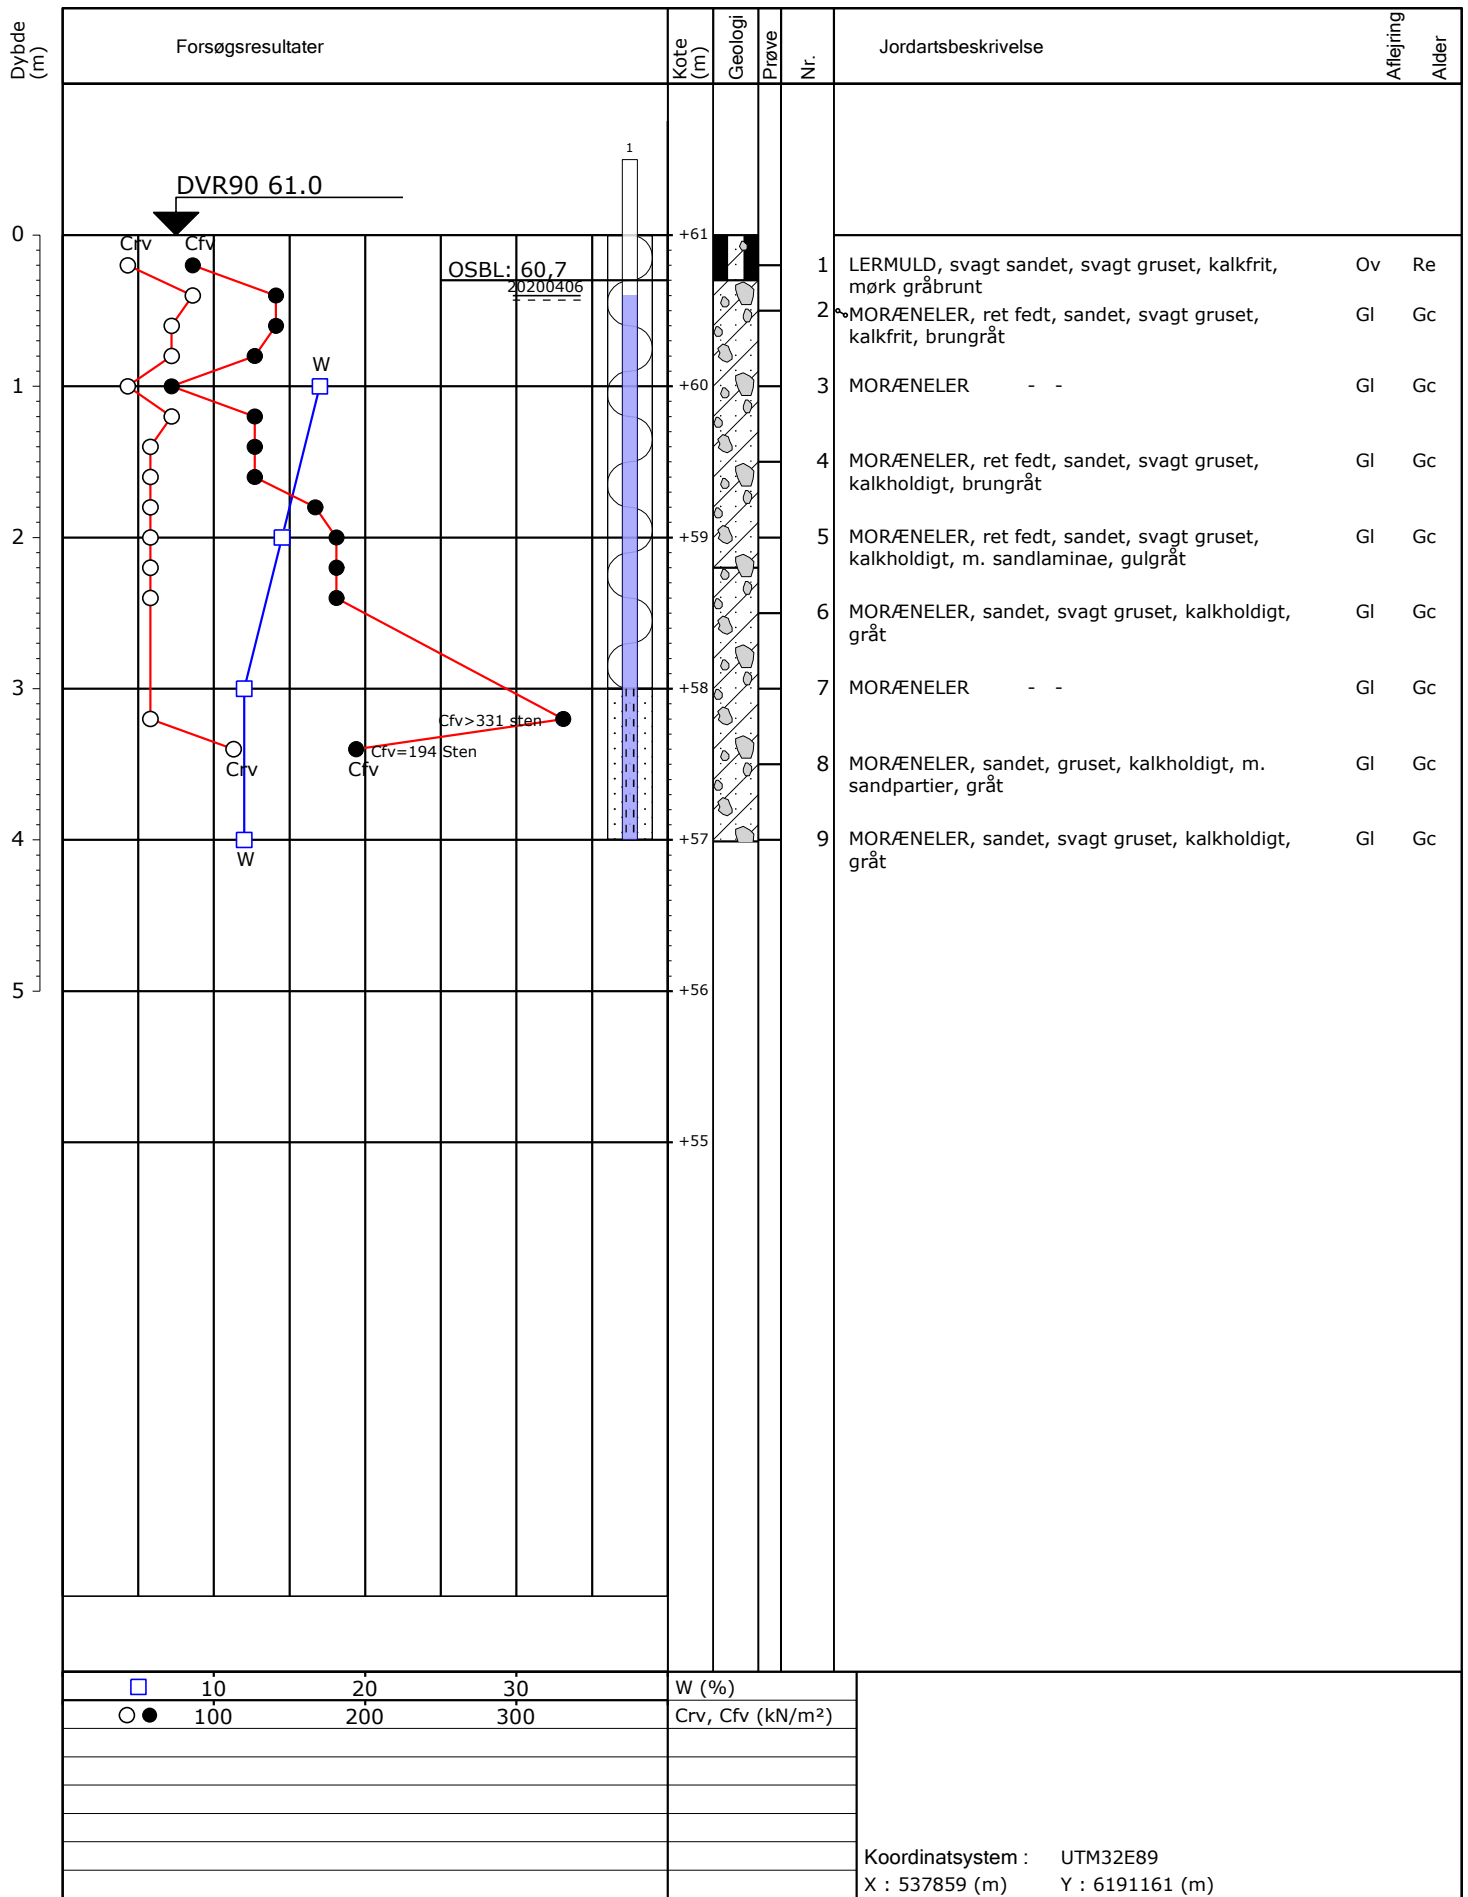 Dybde (m)
Forsøgsresultater
Kote (m)
Geologi
Prøve
Nr.
Jordartsbeskrivelse
Aflejring
Alder
1
DVR90 61.0
0
Crv Cfv
+61
OSBL: 60,7
20200406
1 LERMULD, svagt sandet, svagt gruset, kalkfrit, Ov Re
mørk gråbrunt
2 MORÆNELER, ret fedt, sandet, svagt gruset, Gl Gc
kalkfrit, brungråt
W
1 +60 3 MORÆNELER - - Gl Gc
4 MORÆNELER, ret fedt, sandet, svagt gruset, Gl Gc
kalkholdigt, brungråt
2 +59 5 MORÆNELER, ret fedt, sandet, svagt gruset, Gl Gc
kalkholdigt, m. sandlaminae, gulgråt
6 MORÆNELER, sandet, svagt gruset, kalkholdigt, Gl Gc
gråt
3 +58 7 MORÆNELER - - Gl Gc
Cfv>331 sten
Cfv=194 Sten
Crv Cfv
8 MORÆNELER, sandet, gruset, kalkholdigt, m. Gl Gc
sandpartier, gråt
4 +57 9 MORÆNELER, sandet, svagt gruset, kalkholdigt, Gl Gc
gråt
W
5 +56
+55
10 20 30 W (%)
100 200 300 Crv, Cfv (kN/m²)
Koordinatsystem : UTM32E89
X : 537859 (m) Y : 6191161 (m)